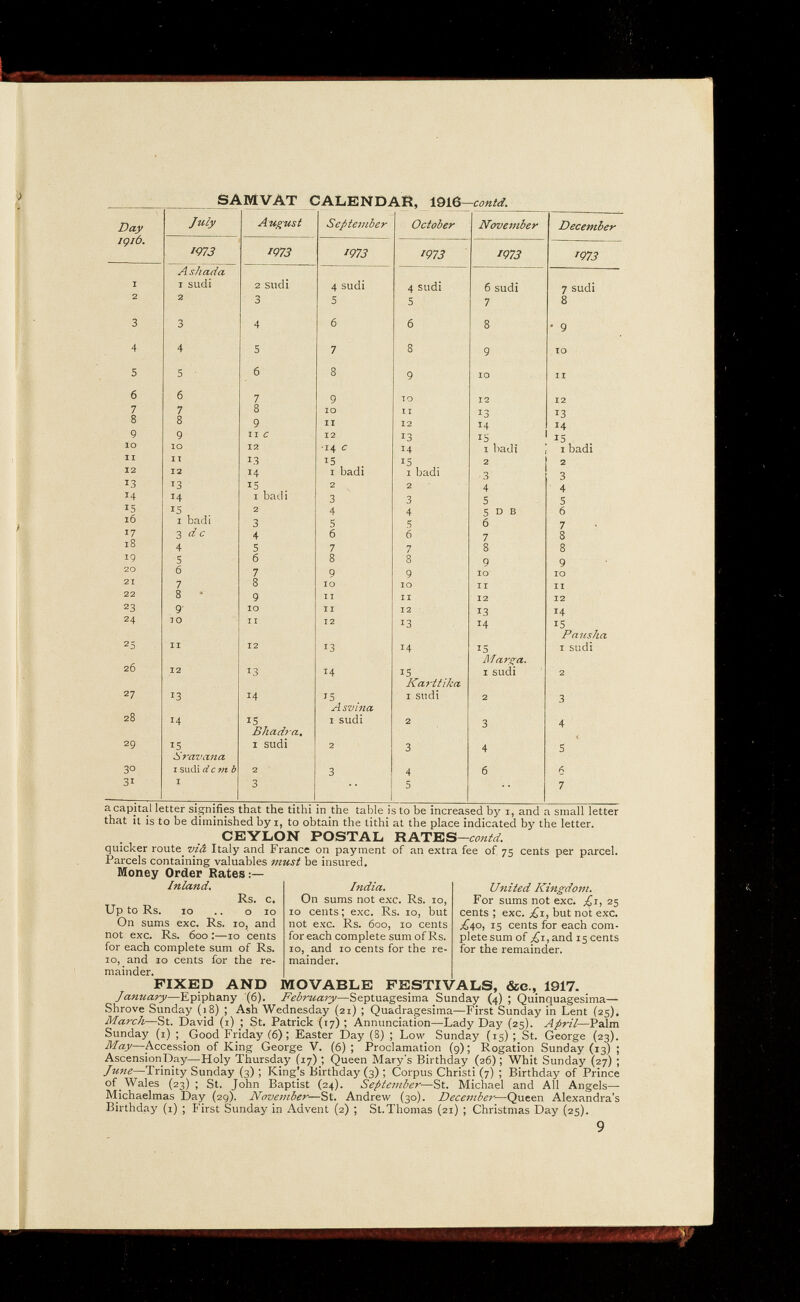 SAMVAT CALENDAR, 1916—contd.
Day 1916. July August September October November December
1973 1973 1973 1973 1973 1973
Ashada
1 1 sudi 2 sudi 4 sudi 4 sudi 6 sudi 7 sudi
2 2 3 5 5 7 8
3 3 4 6 6 8 9
4 4 5 7 8 9 10
5 5 6 8 9 10 11
6 6 7 9 10 12 12
7 7 8 10 11 13 13
8 8 9 11 12 14 14
9 9 11 c 12 13 15 15
10 10 12 14 c 14 1 badi 1 badi
11 11 13 15 15 2 2
12 12 14 1 badi 1 badi 3 3
13 13 15 2 2 4 4
14 14 1 badi 3 3 5 5
15 15 2 4 4 5 D B 6
16 1 badi 3 5 5 6 7
17 3 d c 4 6 6 7 8
18 4 5 7 7 8 8
19 5 6 8 8 9 9
20 6 7 9 9 10 10
21 7 8 10 10 11 11
22 8 9 11 11 12 12
23 9 10 11 12 13 14
24 10 11 12 13 14 15
Pausha
25 11 12 13 14 15 1 sudi
Marga.
26 12 13 14 15 1 sudi 2
Karttika
27 13 14 15 1 sudi 2 3
Asvina
28 14 15 1 sudi 2 3 4
Bhadra.
29 15 1 sudi 2 3 4 5
Sravana
30 1 sudi d c m b 2 3 4 6 6
31 1 3 .. 5 .. 7
a capital letter signifies that the tithi in the table is to be increased by 1, and a small letter
that it is to be diminished by 1, to obtain the tithi at the place indicated by the letter.
CEYLON POSTAL RATES—contd.
quicker route viâ Italy and France on payment of an extra fee of 75 cents per parcel.
Parcels containing valuables must be insured.
Money Order Rates:—
Inland.
Rs. c.
Up to Rs. 10 .. 0 10
On sums exc. Rs. 10, and
not exc. Rs. 600:—10 cents
for each complete sum of Rs.
10, and 10 cents for the re-
mainder.
India.
On sums not exc. Rs. 10,
10 cents; exc. Rs. 10, but
not exc. Rs. 600, 10 cents
for each complete sum of Rs.
10, and 10 cents for the re-
mainder.
United Kingdom.
For sums not exc. £1, 25
cents; exc. £1, but not exc.
£40, 15 cents for each com-
plete sum of £1, and 15 cents
for the remainder.
FIXED AND MOVABLE FESTIVALS, &c., 1917.
January—Epiphany (6). February—Septuagesima Sunday (4); Quinquagesima—
Shrove Sunday (18); Ash Wednesday (21); Quadragesima—First Sunday in Lent (25).
March—St. David (1); St. Patrick (17); Annunciation—Lady Day (25). April—Palm
Sunday (1); Good Friday (6); Easter Day (8); Low Sunday (15); St. George (23).
May—Accession of King George V. (6); Proclamation (9); Rogation Sunday (13);
AscensionDay—Holy Thursday (17); Queen Mary's Birthday (26); Whit Sunday (27);
June—Trinity Sunday (3); King's Birthday (3); Corpus Christi (7); Birthday of Prince
of Wales (23); St. John Baptist (24). September—St. Michael and All Angels—
Michaelmas Day (29). November—St. Andrew (30). December—Queen Alexandra's
Birthday (1); First Sunday in Advent (2); St. Thomas (21); Christmas Day (25).
9